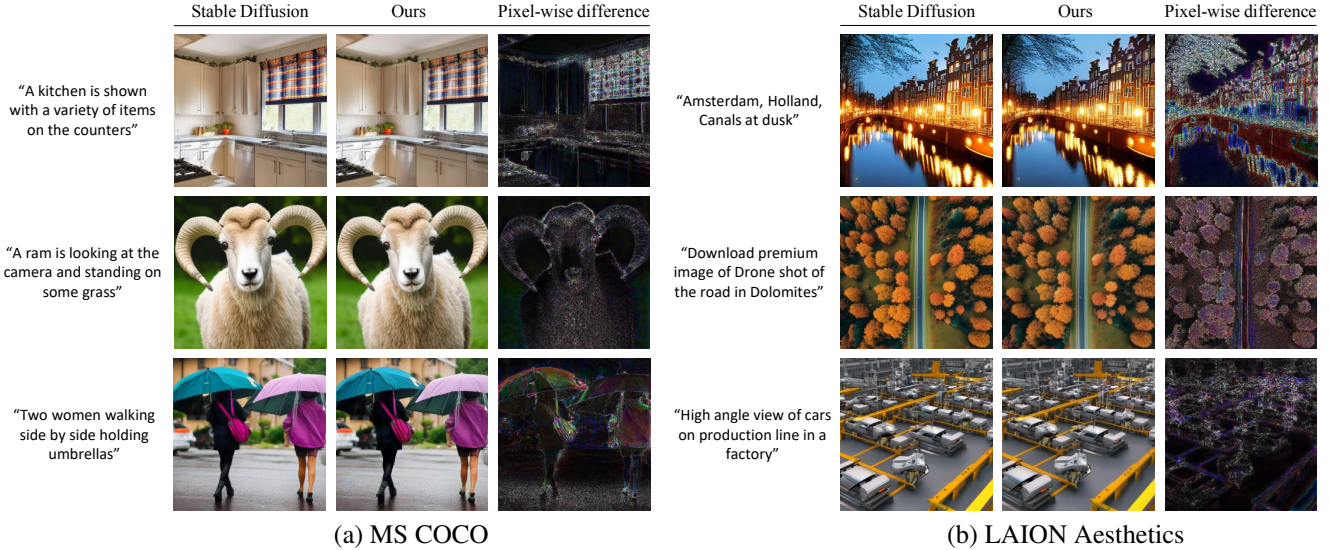 Stable Diffusion
Ours
Pixel-wise difference
“A kitchen is shown
with a variety of items
on the counters”
“A ram is looking at the
camera and standing on
some grass”
“Two women walking
side by side holding
umbrellas”
(a) MS COCO
Stable Diffusion
Ours
Pixel-wise difference
“Amsterdam, Holland,
Canals at dusk”
“Download premium
image of Drone shot of
the road in Dolomites”
“High angle view of cars
on production line in a
factory”
(b) LAION Aesthetics